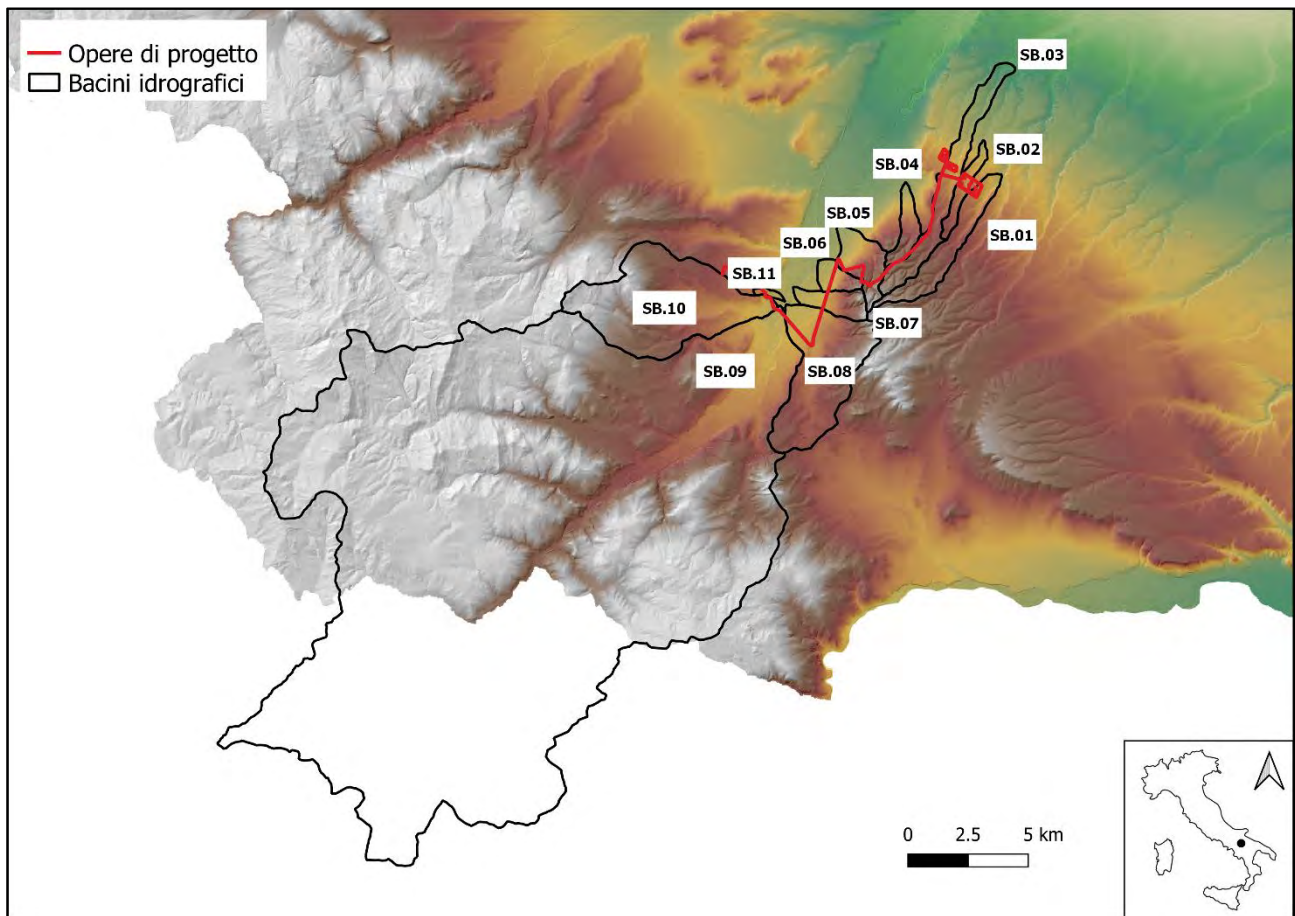 Opere di progetto
Bacini idrografici
SB.03
SB.02
SB.04
SB.05
SB.01
SB.06
SB.11
SB.10
SB.07
SB.09
SB.08
0 2.5 5 km